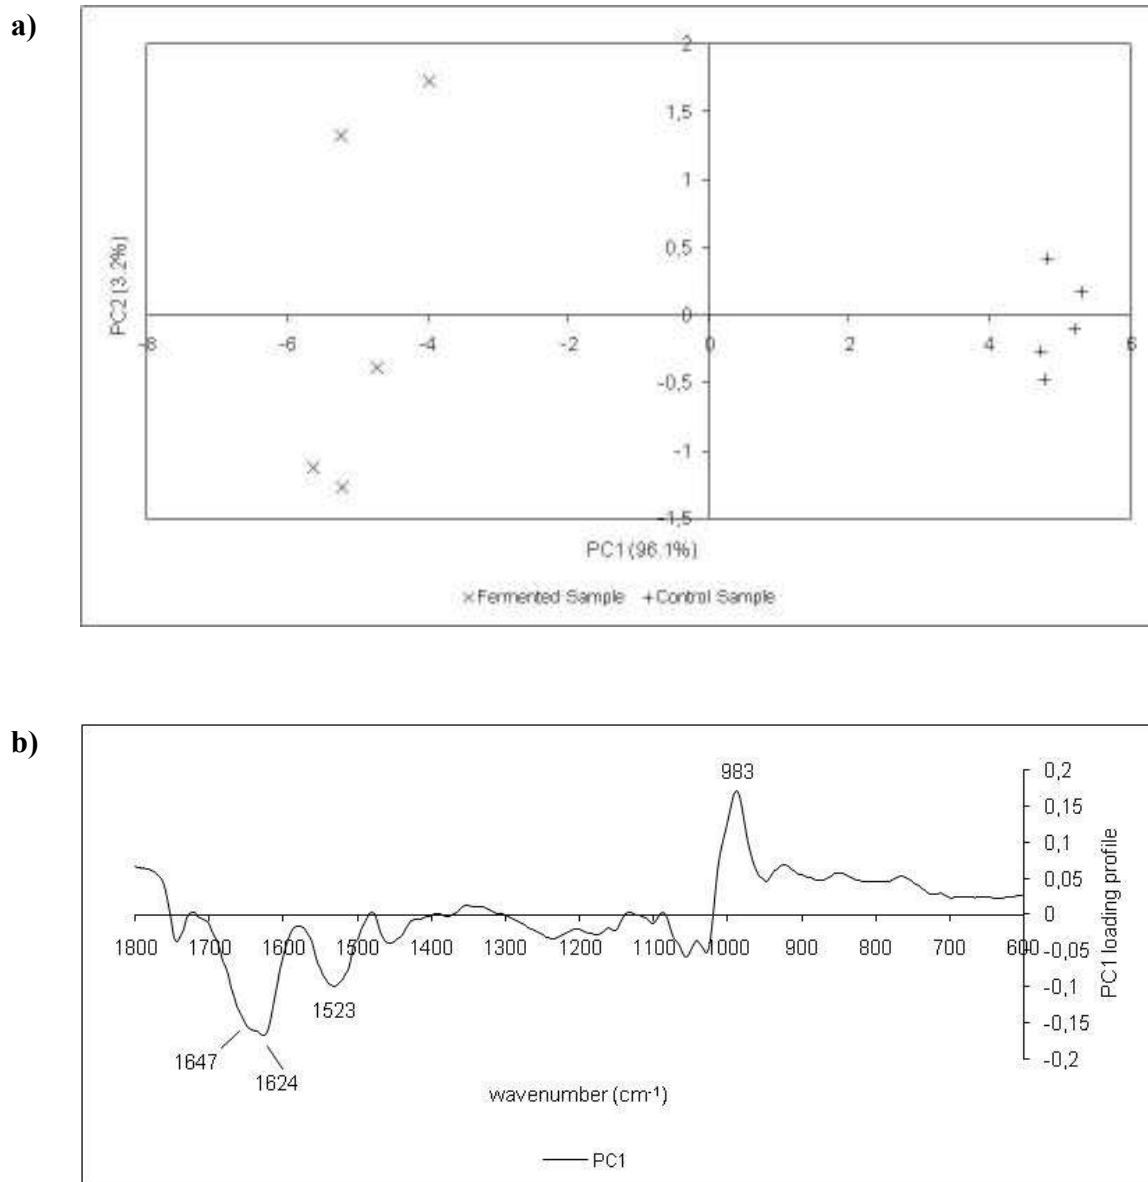 a)
2
1,5
1
0,5
0
-8 -6 -4 -2 0 2 4 6
-0,5
-1
-1,5
PC2 (3.2%)
PC1 (96.1%)
×Fermented Sample +Control Sample
b)
983
0,2
0,15
0,1
0,05
0
1800 1700 1600 1500 1400 1300 1200 1100 1000 900 800 700 600
-0,05
-0,1
-0,15
-0,2
PC1 loading profile
1523
1647
1624
wavenumber (cm⁻¹)
PC1